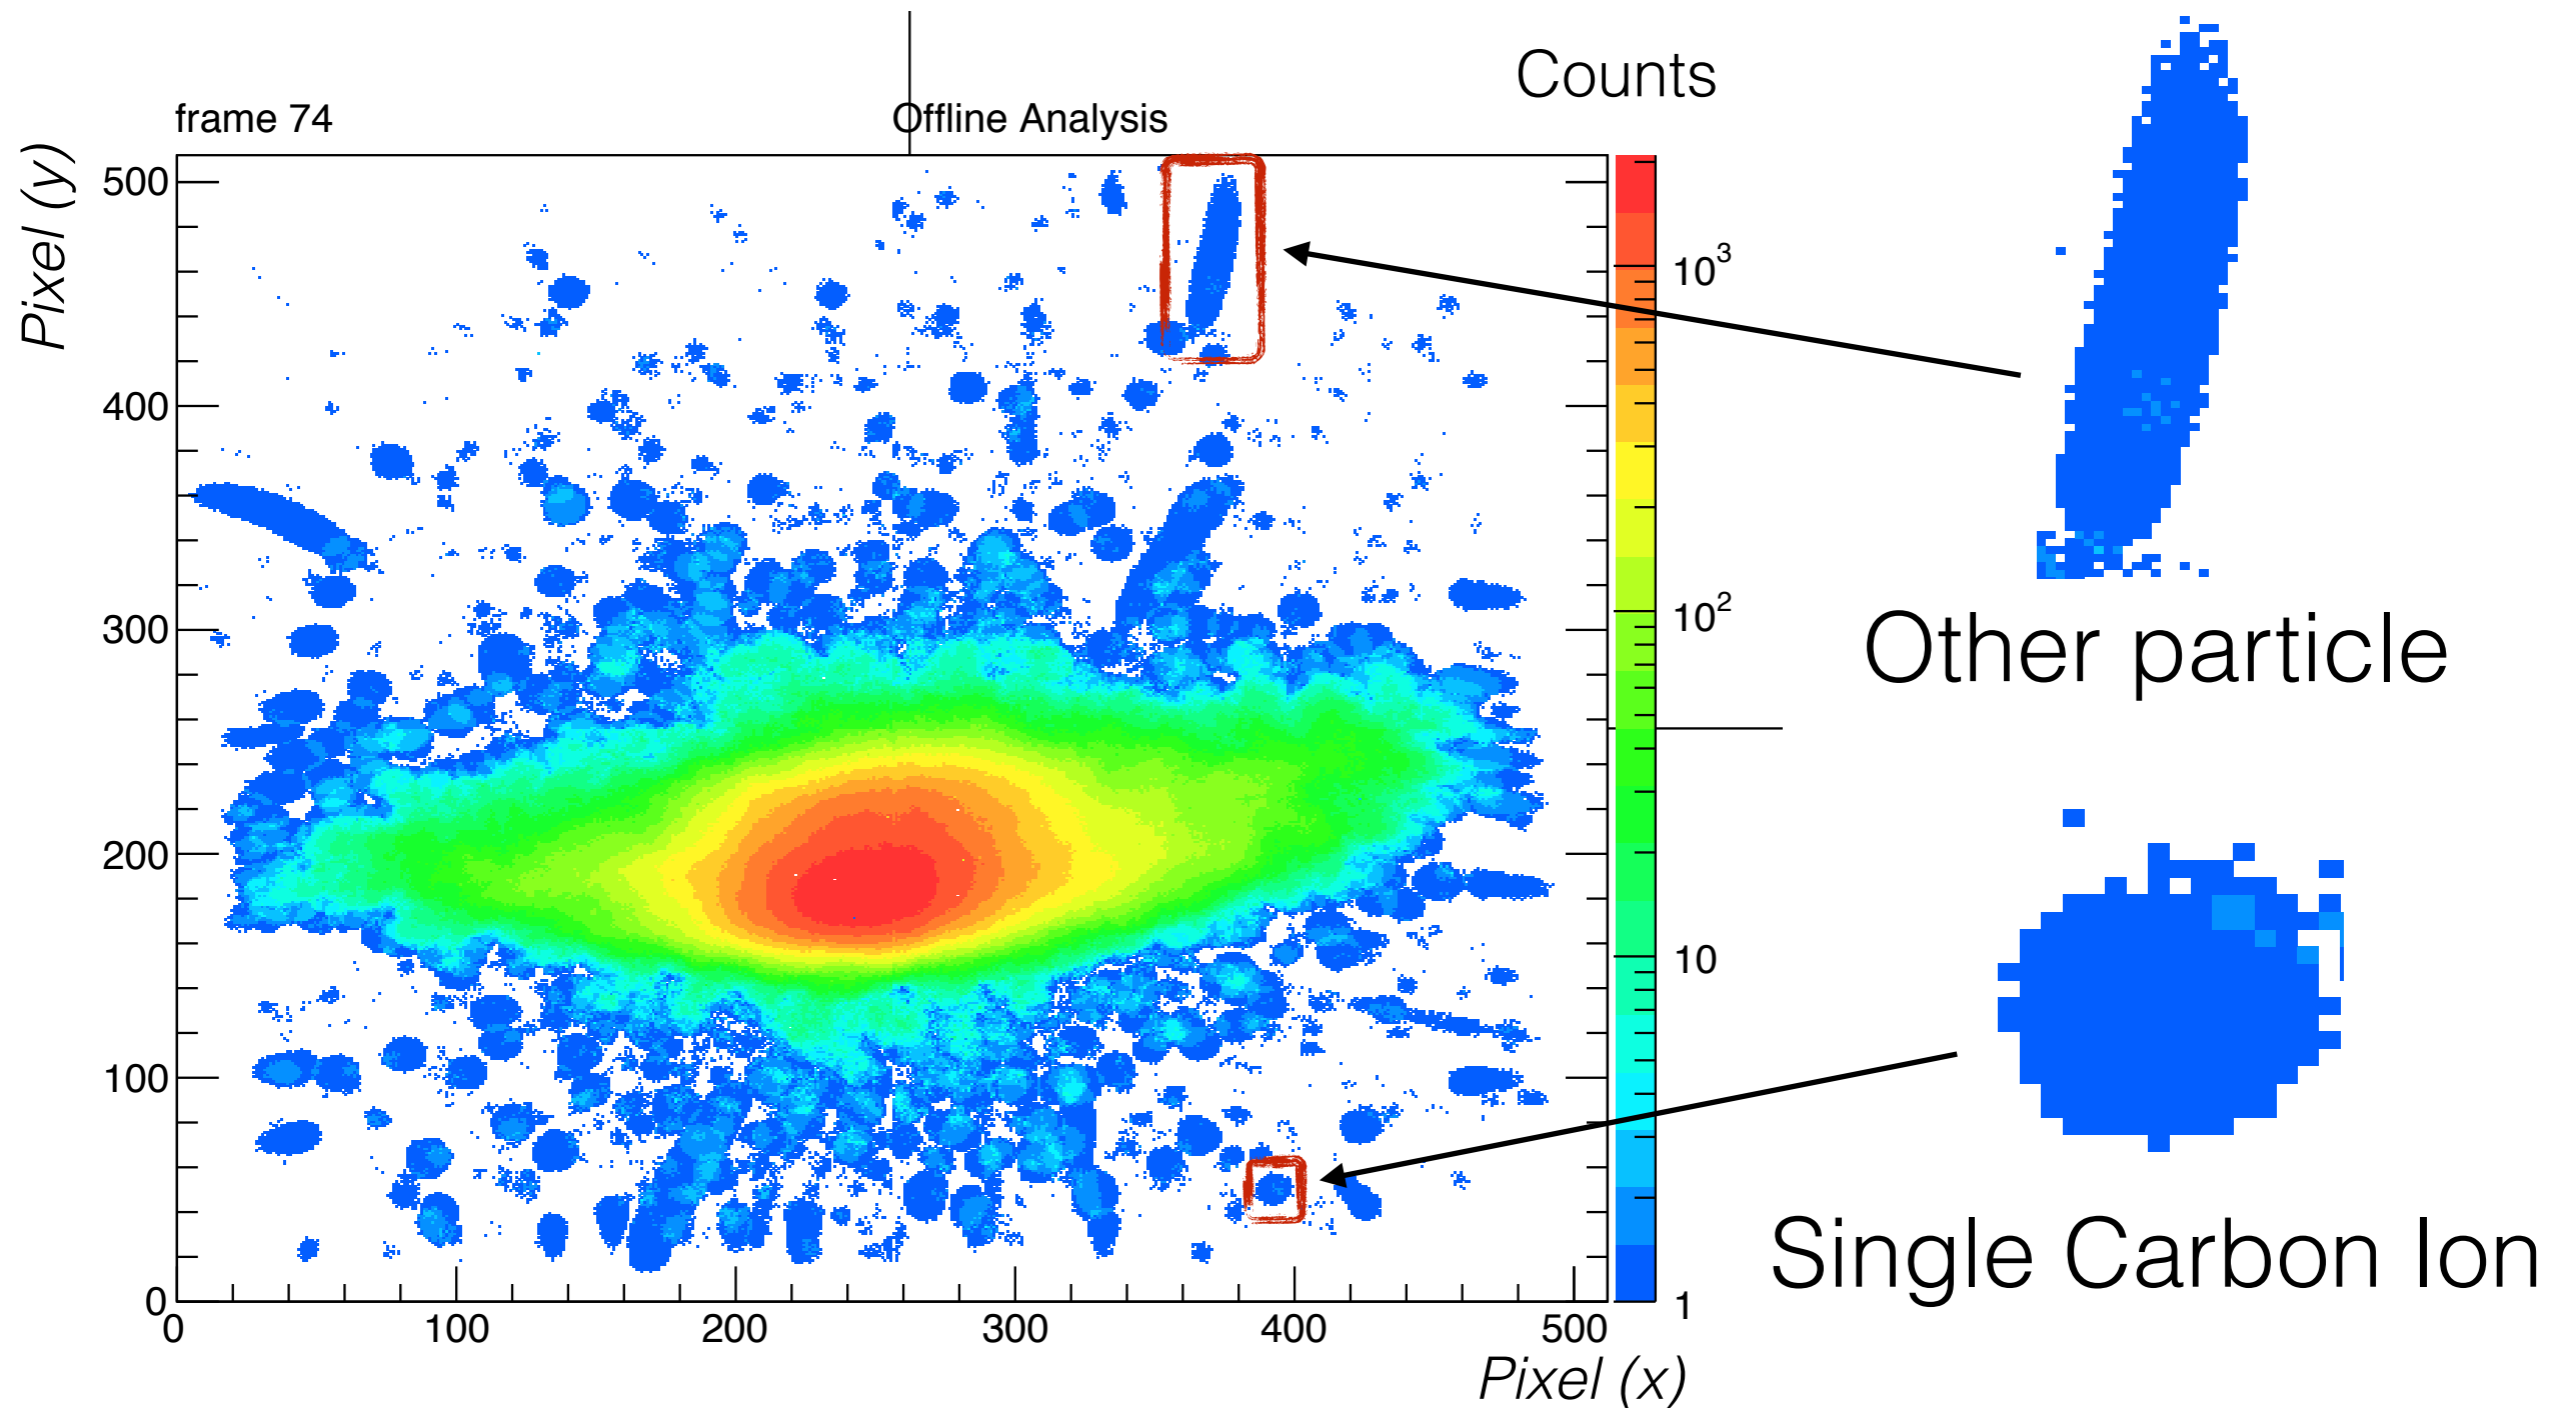 Counts
frame 74
Offline Analysis
Pixel (y)
500
400
300
200
100
0
0
100
200
300
400
500
Pixel (x)
10³
10²
10
1
Other particle
Single Carbon Ion